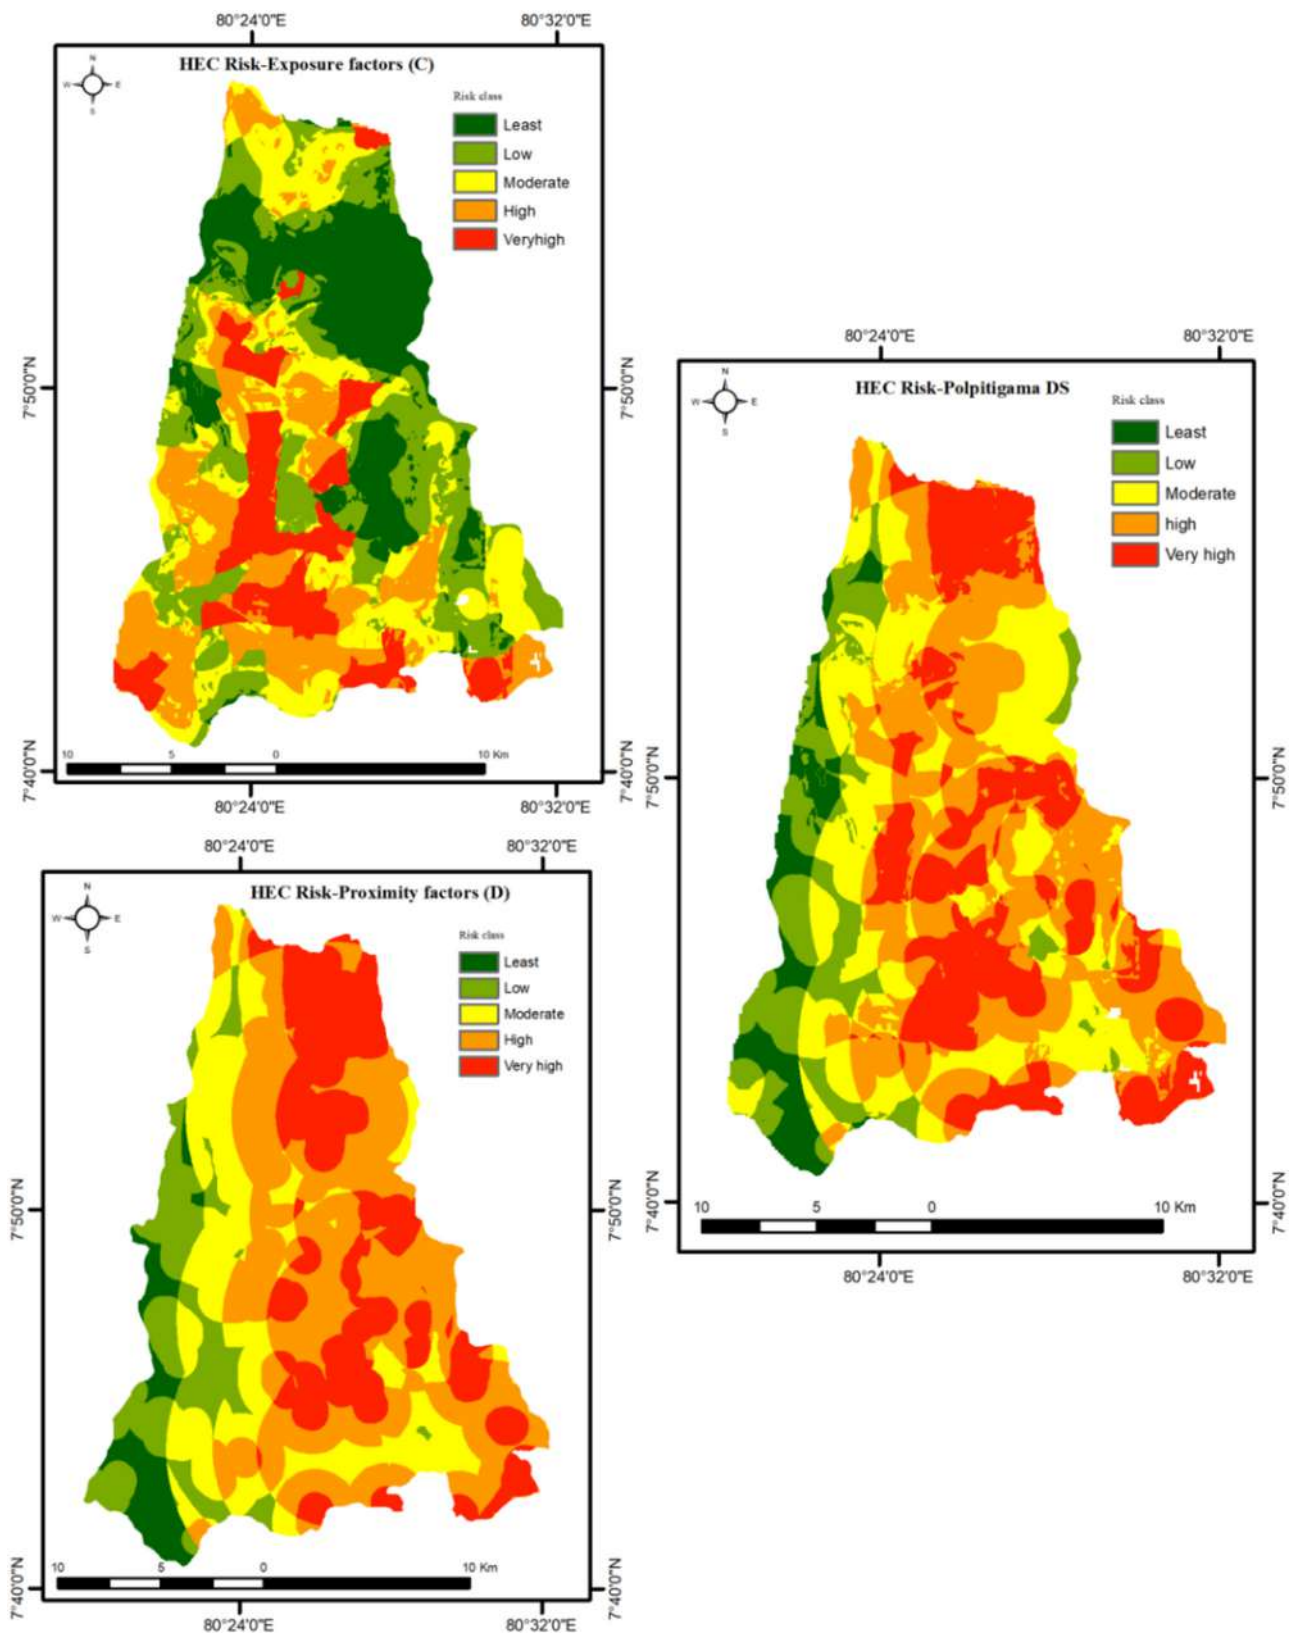 80°24'0"E 80°32'0"E
HEC Risk-Exposure factors (C)
N
W E
S
Risk class
Least
Low
Moderate
High
Veryhigh
7°50'0"N 7°50'0"N
7°40'0"N 7°40'0"N
10 5 0 10 Km
80°24'0"E 80°32'0"E
80°24'0"E 80°32'0"E
HEC Risk-Polpitigama DS
N
W E
S
Risk class
Least
Low
Moderate
high
Very high
7°50'0"N 7°50'0"N
7°40'0"N 7°40'0"N
10 5 0 10 Km
80°24'0"E 80°32'0"E
80°24'0"E 80°32'0"E
HEC Risk-Proximity factors (D)
N
W E
S
Risk class
Least
Low
Moderate
High
Very high
7°50'0"N 7°50'0"N
7°40'0"N 7°40'0"N
10 5 0 10 Km
80°24'0"E 80°32'0"E